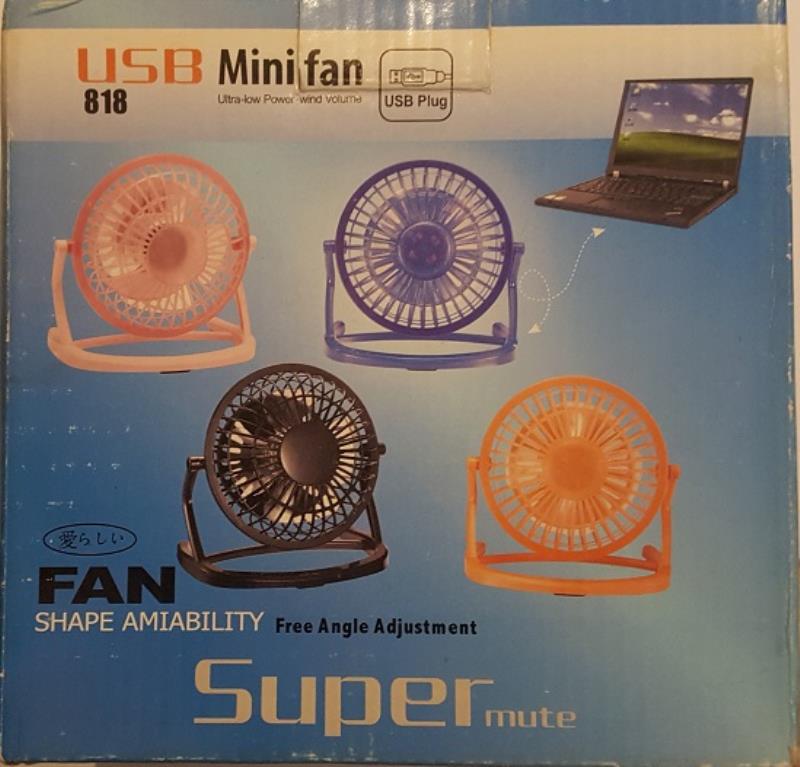 USB Mini fan
818
Ultra-low Power-wind volume
USB Plug
愛らしい
FAN
SHAPE AMIABILITY
Free Angle Adjustment
Super mute